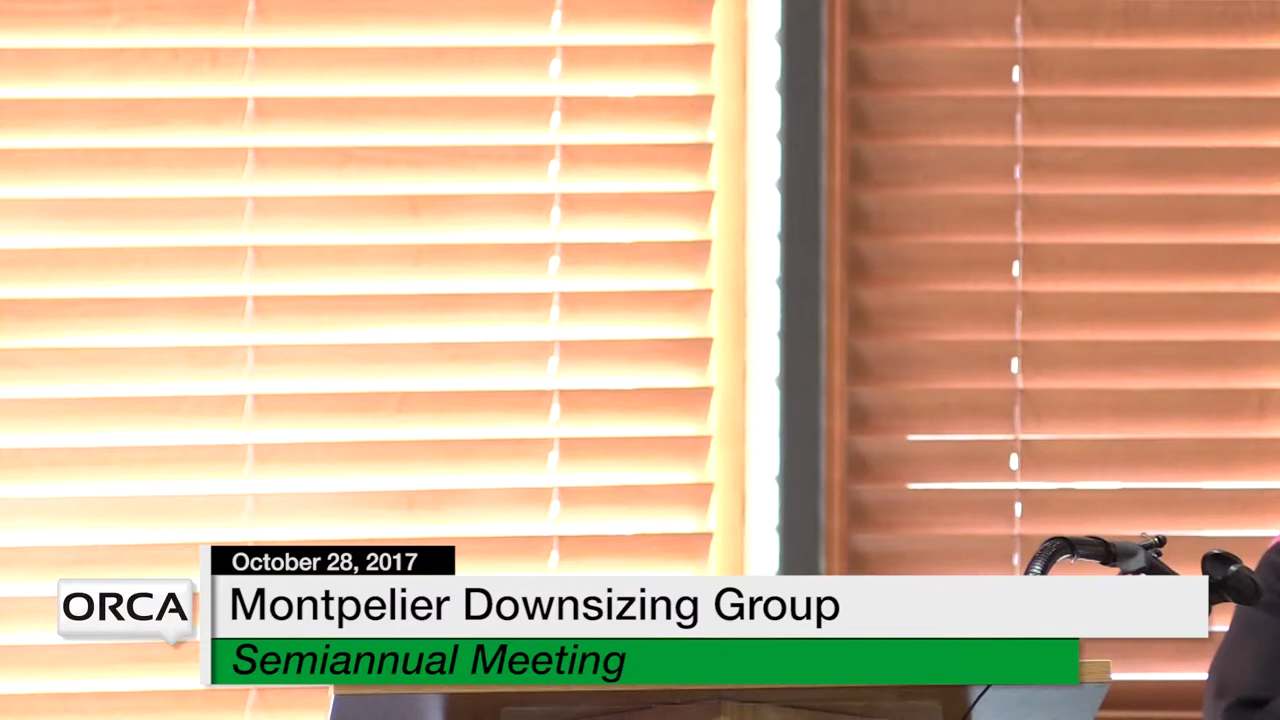 October 28, 2017
ORCA
Montpelier Downsizing Group
Semiannual Meeting